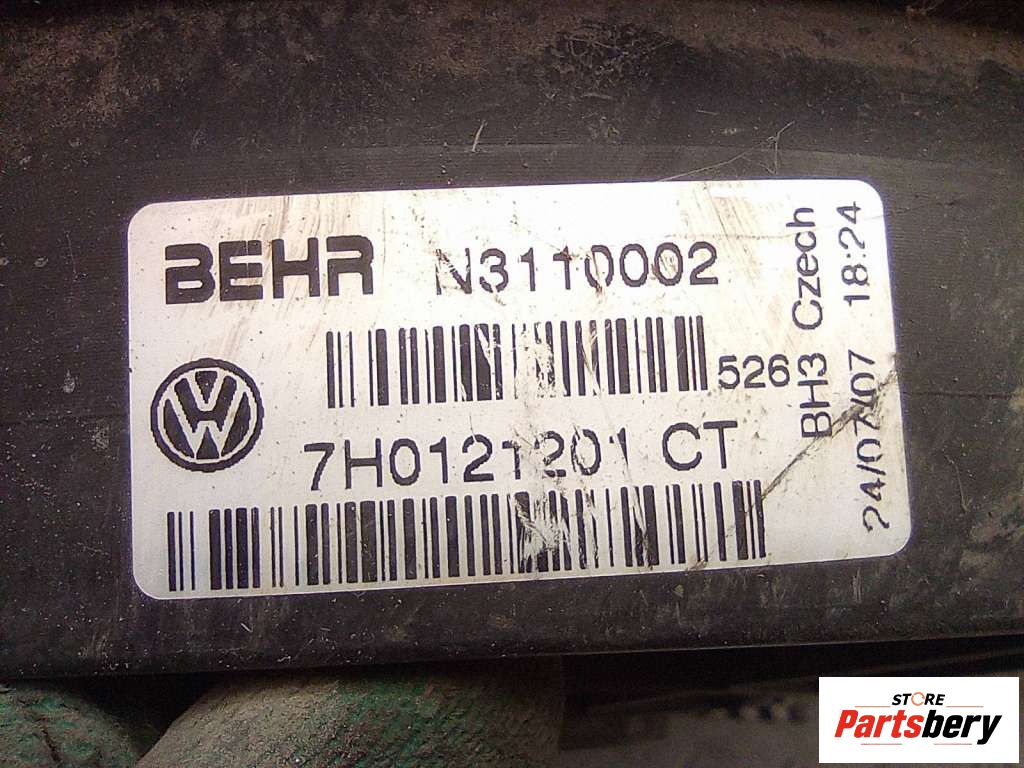 BEHR N3110002
526
7H0121201 CT
BH3 Czech
24/07/07 18:24
STORE
Partsbery